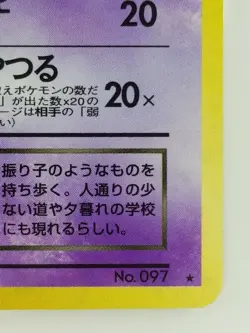 20
やつる
えポケモンの数だ
」が出た数x20の
ージは相手の「弱
い)
20×
振り子のようなものを
持ち歩く。人通りの少
ない道や夕暮れの学校
にも現れるらしい。
No. 097 ★